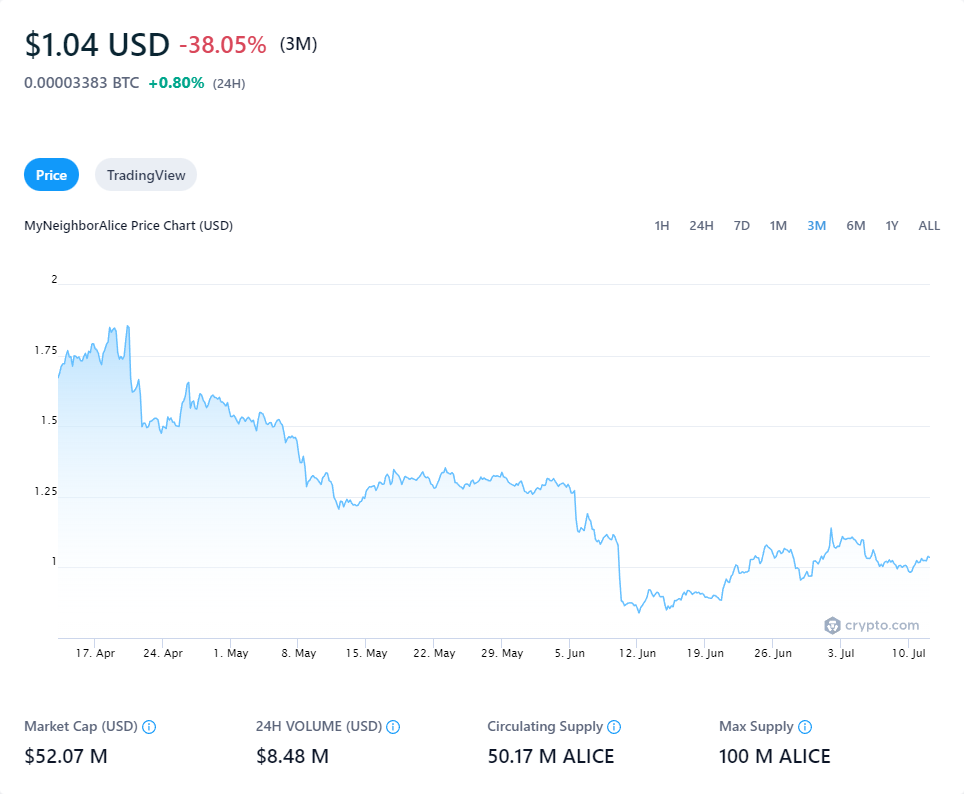 $1.04 USD -38.05% (3M)
0.00003383 BTC +0.80% (24H)
Price TradingView
MyNeighborAlice Price Chart (USD) 1H 24H 7D 1M 3M 6M 1Y ALL
2
1.75
1.5
1.25
1
crypto.com
17. Apr 24. Apr 1. May 8. May 15. May 22. May 29. May 5. Jun 12. Jun 19. Jun 26. Jun 3. Jul 10. Jul
Market Cap (USD) 24H VOLUME (USD) Circulating Supply Max Supply
$52.07 M $8.48 M 50.17 M ALICE 100 M ALICE